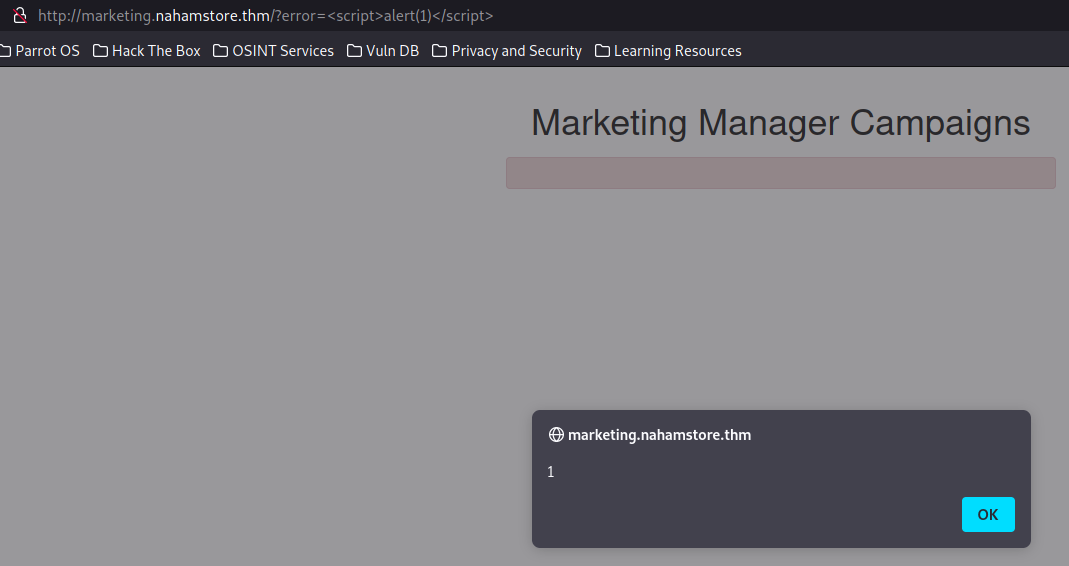 http://marketing.nahamstore.thm/?error=<script>alert(1)</script>
Parrot OS Hack The Box OSINT Services Vuln DB Privacy and Security Learning Resources
Marketing Manager Campaigns
marketing.nahamstore.thm
1
OK